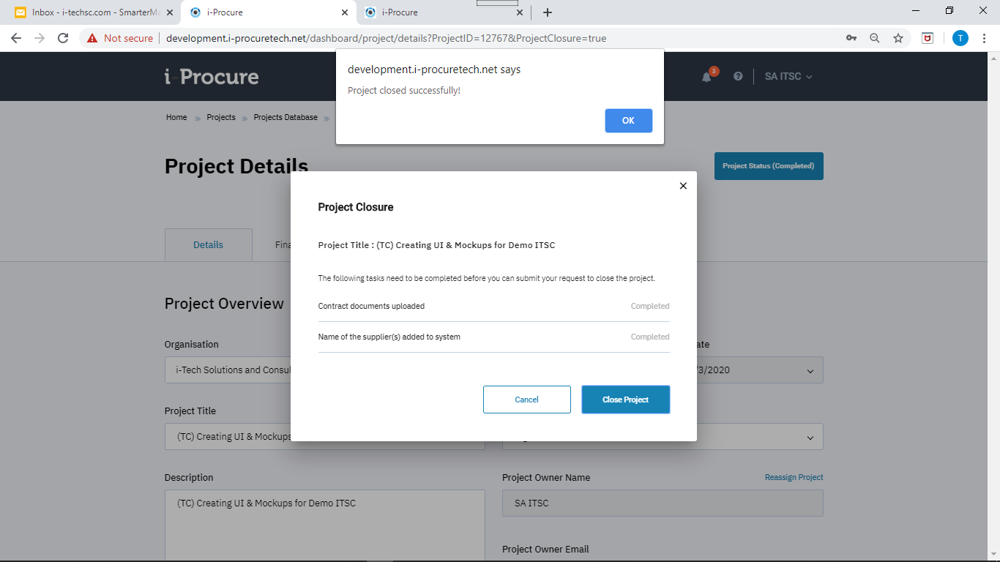 Inbox - i-techsc.com - SmarterMa
i-Procure
i-Procure
Not secure
development.i-procuretech.net/dashboard/project/details?ProjectID=12767&ProjectClosure=true
T
i-Procure
3
SA ITSC
development.i-procuretech.net says
Project closed successfully!
OK
Home » Projects » Projects Database »
Project Details
Project Status (Completed)
Project Closure
Project Title : (TC) Creating UI & Mockups for Demo ITSC
The following tasks need to be completed before you can submit your request to close the project.
Contract documents uploaded Completed
Name of the supplier(s) added to system Completed
Cancel
Close Project
Details
Fina
Project Overview
Organisation
ate
i-Tech Solutions and Consul
/3/2020
Project Title
(TC) Creating UI & Mockups
Description
Project Owner Name
Reassign Project
(TC) Creating UI & Mockups for Demo ITSC
SA ITSC
Project Owner Email